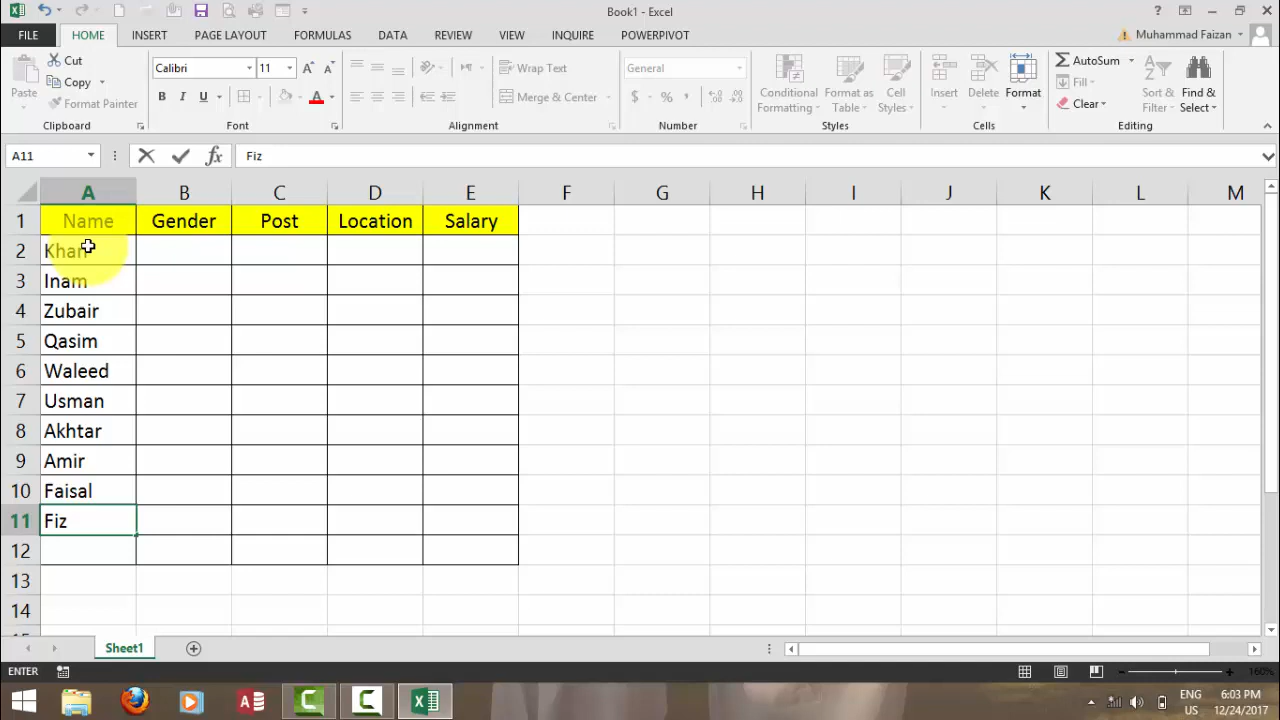 Book1 - Excel
?
FILE HOME INSERT PAGE LAYOUT FORMULAS DATA REVIEW VIEW INQUIRE POWERPIVOT Muhammad Faizan
Paste
Cut
Copy
Format Painter
Clipboard
Calibri 11
B I U A
Font
Wrap Text
Merge & Center
Alignment
General
$ % ,
Number
Conditional Formatting
Format as Table
Cell Styles
Styles
Insert
Delete
Format
Cells
AutoSum
Fill
Clear
Sort & Filter
Find & Select
Editing
A11 fx Fiz
A B C D E F G H I J K L M
1 Name Gender Post Location Salary
2 Khan
3 Inam
4 Zubair
5 Qasim
6 Waleed
7 Usman
8 Akhtar
9 Amir
10 Faisal
11 Fiz
12
13
14
Sheet1
ENTER 160%
ENG 6:03 PM
US 12/24/2017